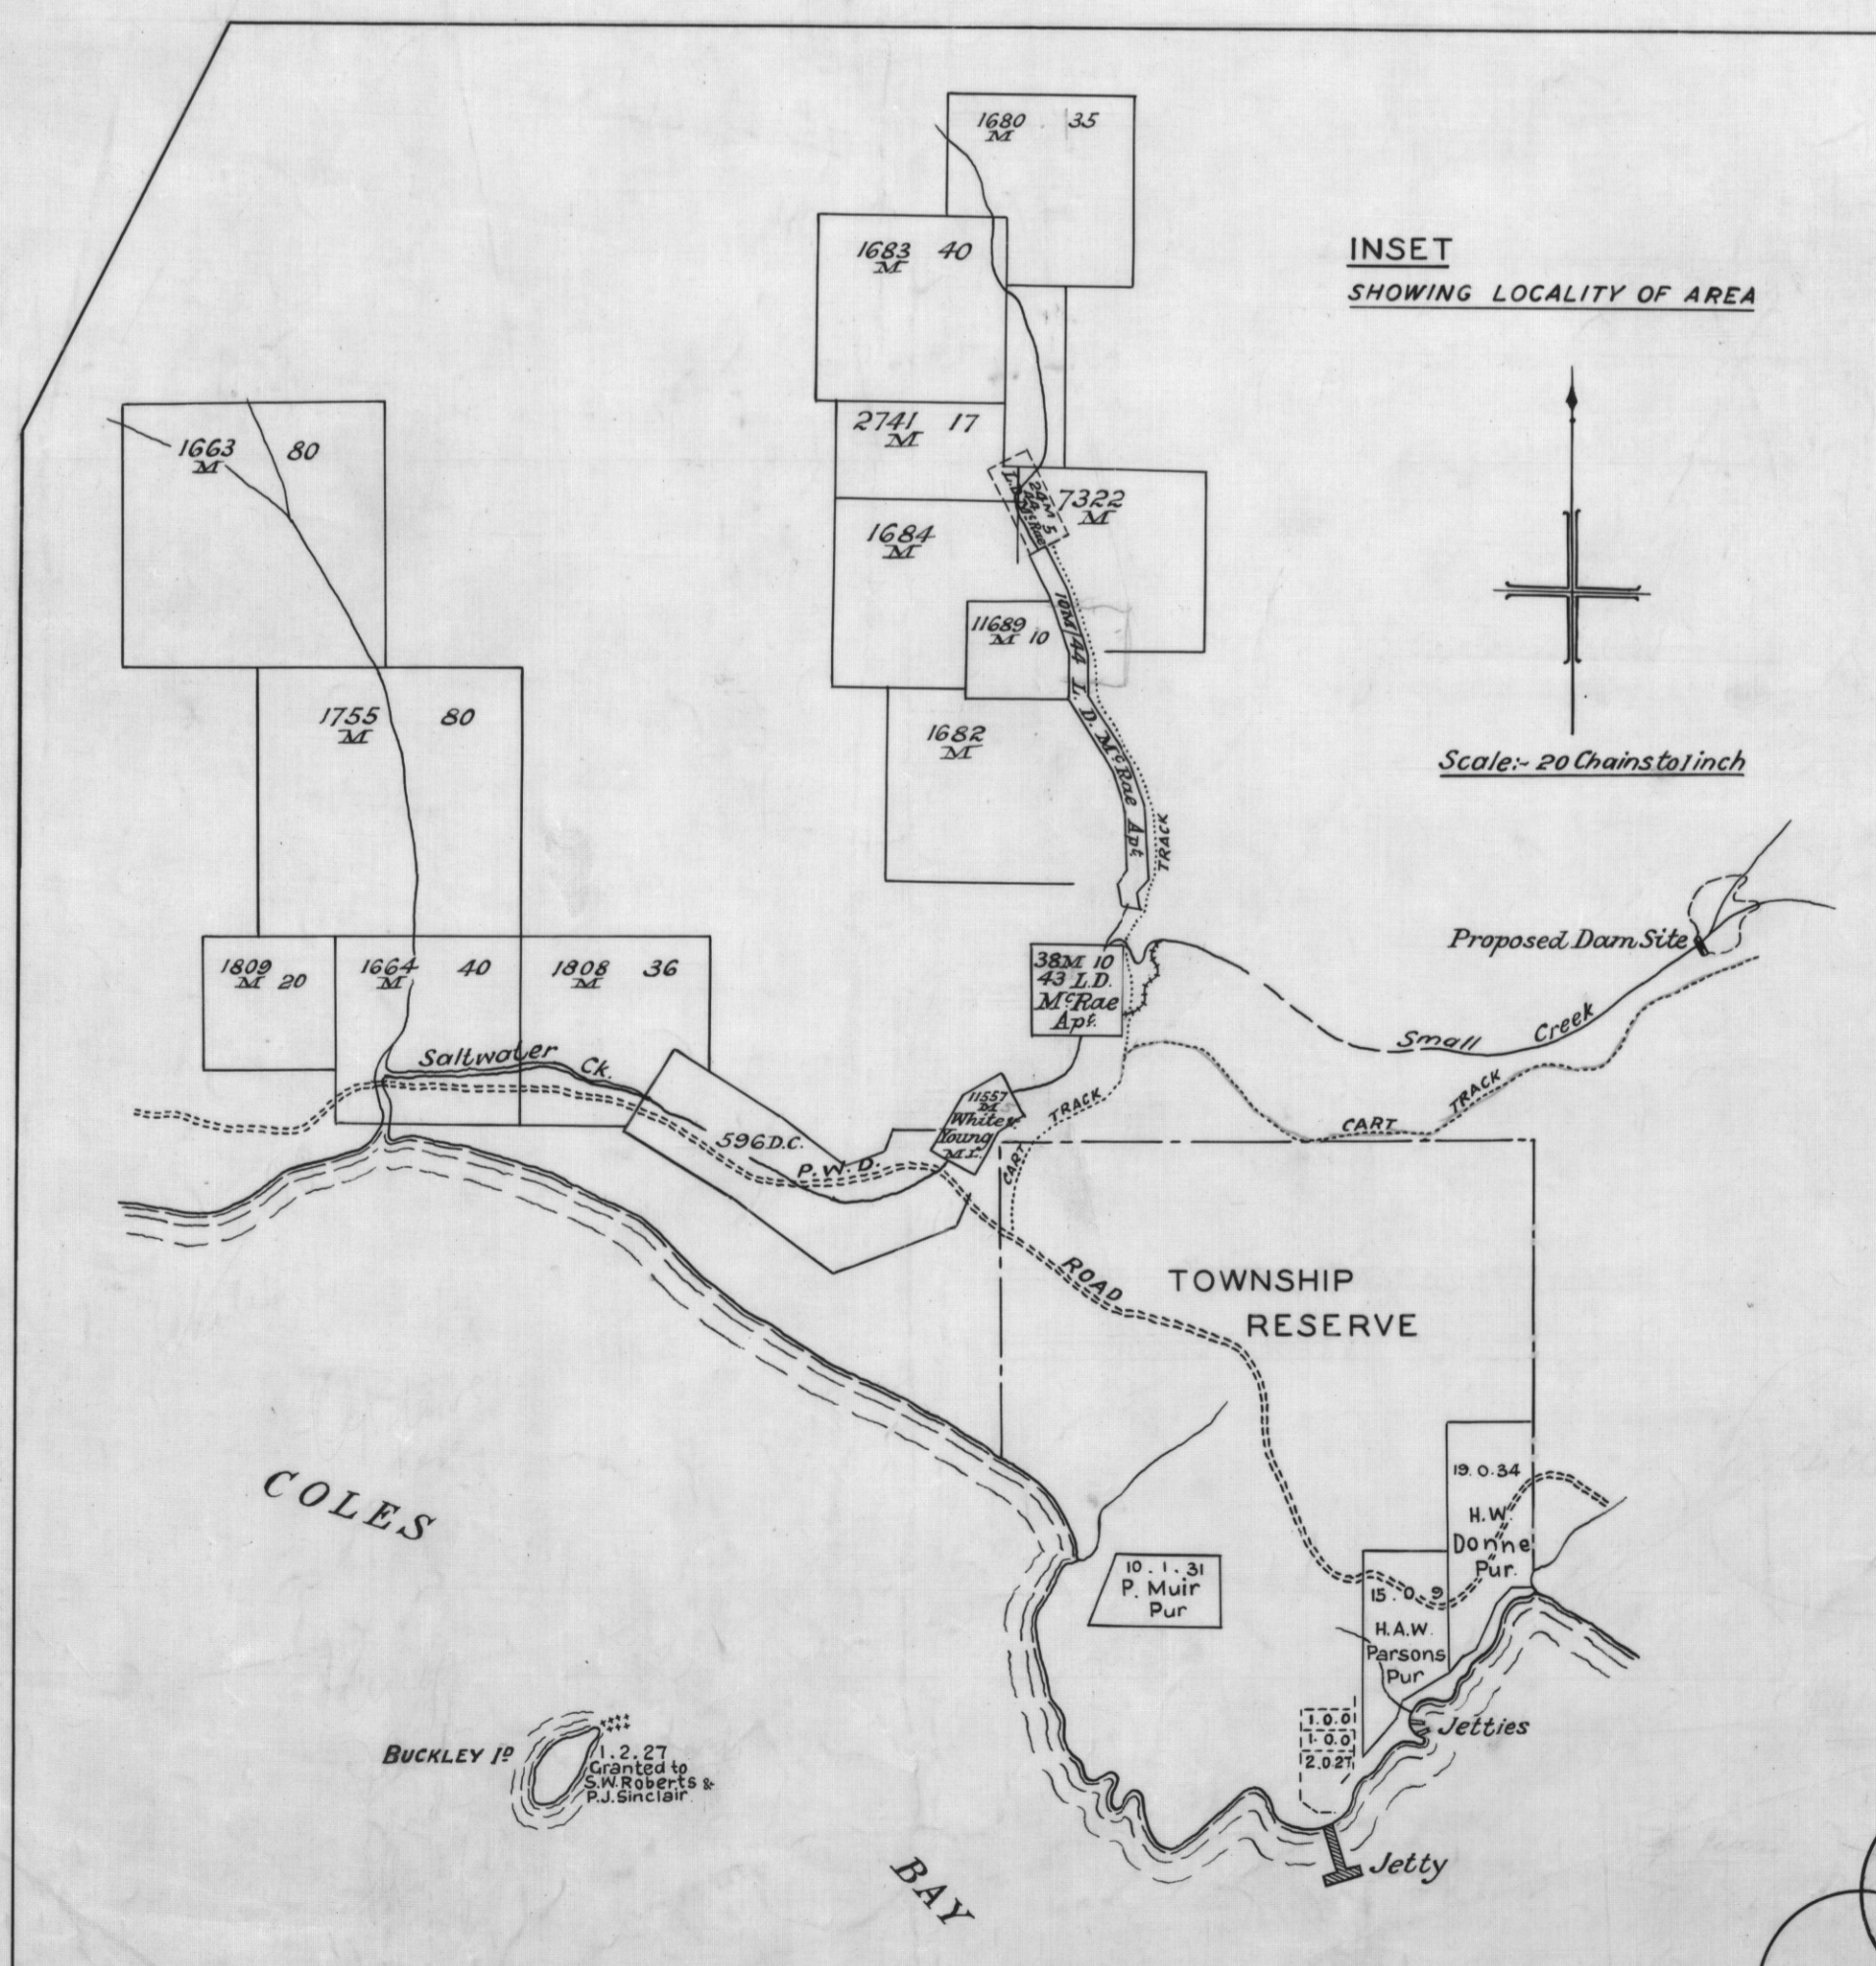 INSET
SHOWING LOCALITY OF AREA
Scale:- 20 Chains to 1 inch
1680 35
M
1683 40
M
2741 17
M
24M 5
44
L.D. McRae
7322
M
1684
M
11689
M 10
10M/44 L. D. McRae Apt.
1682
M
TRACK
1663 80
M
1755 80
M
1809
M 20
1664 40
M
1808 36
M
Saltwater Ck.
38M 10
43 L.D.
McRae
Apt.
Proposed Dam Site
Small Creek
CART TRACK
11557
M
White &
Young
M.L.
CART TRACK
596 D.C.
P.W.D. ROAD
TOWNSHIP
RESERVE
19.0.34
H.W.
Donne
Pur.
15.0.9
H.A.W.
Parsons
Pur
10.1.31
P. Muir
Pur
1.0.0
1.0.0
2.0.27
Jetties
Jetty
COLES
BAY
BUCKLEY ID
1.2.27
Granted to
S.W. Roberts &
P.J. Sinclair